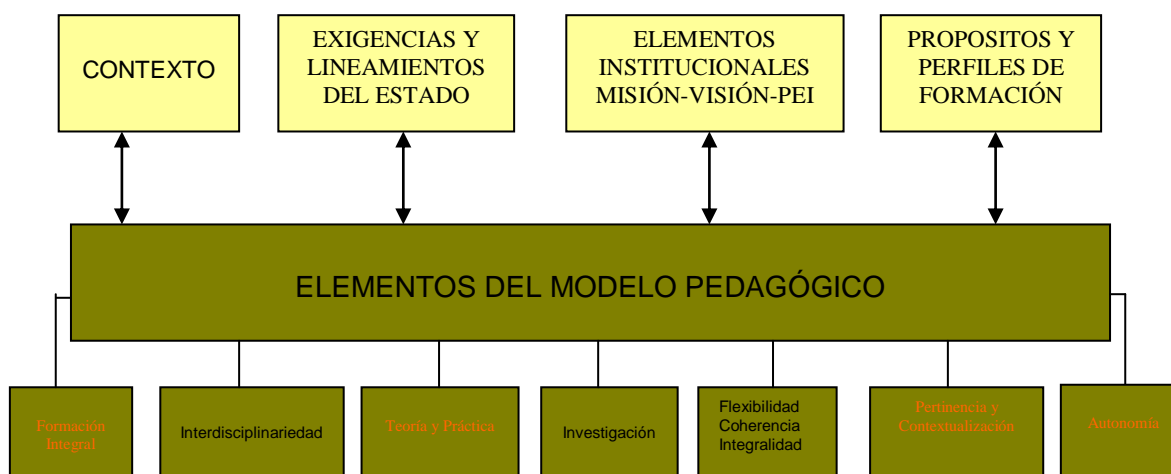 CONTEXTO
EXIGENCIAS Y
LINEAMIENTOS
DEL ESTADO
ELEMENTOS
INSTITUCIONALES
MISIÓN-VISIÓN-PEI
PROPOSITOS Y
PERFILES DE
FORMACIÓN
ELEMENTOS DEL MODELO PEDAGÓGICO
Formación
Integral
Interdisciplinariedad
Teoría y Práctica
Investigación
Flexibilidad
Coherencia
Integralidad
Pertinencia y
Contextualización
Autonomía